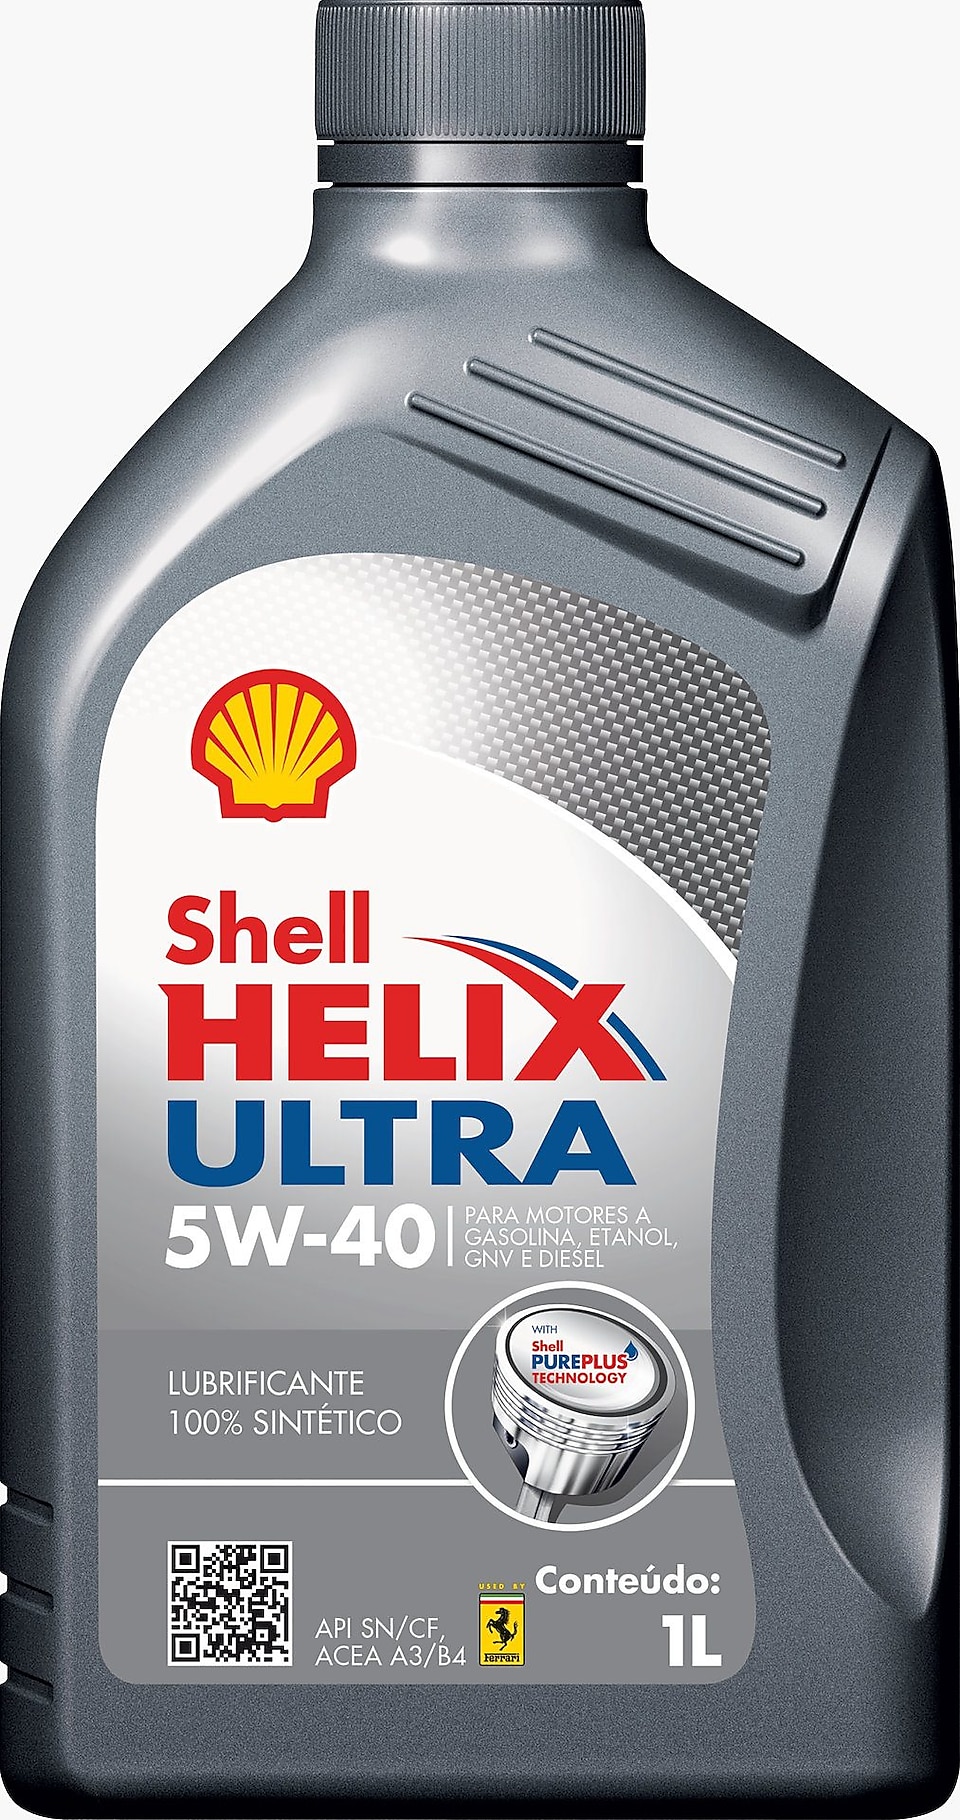 Shell
HELIX
ULTRA
5W-40
PARA MOTORES A
GASOLINA, ETANOL,
GNV E DIESEL
WITH
Shell
PUREPLUS
TECHNOLOGY
LUBRIFICANTE
100% SINTÉTICO
API SN/CF,
ACEA A3/B4
USED BY
Ferrari
Conteúdo:
1L